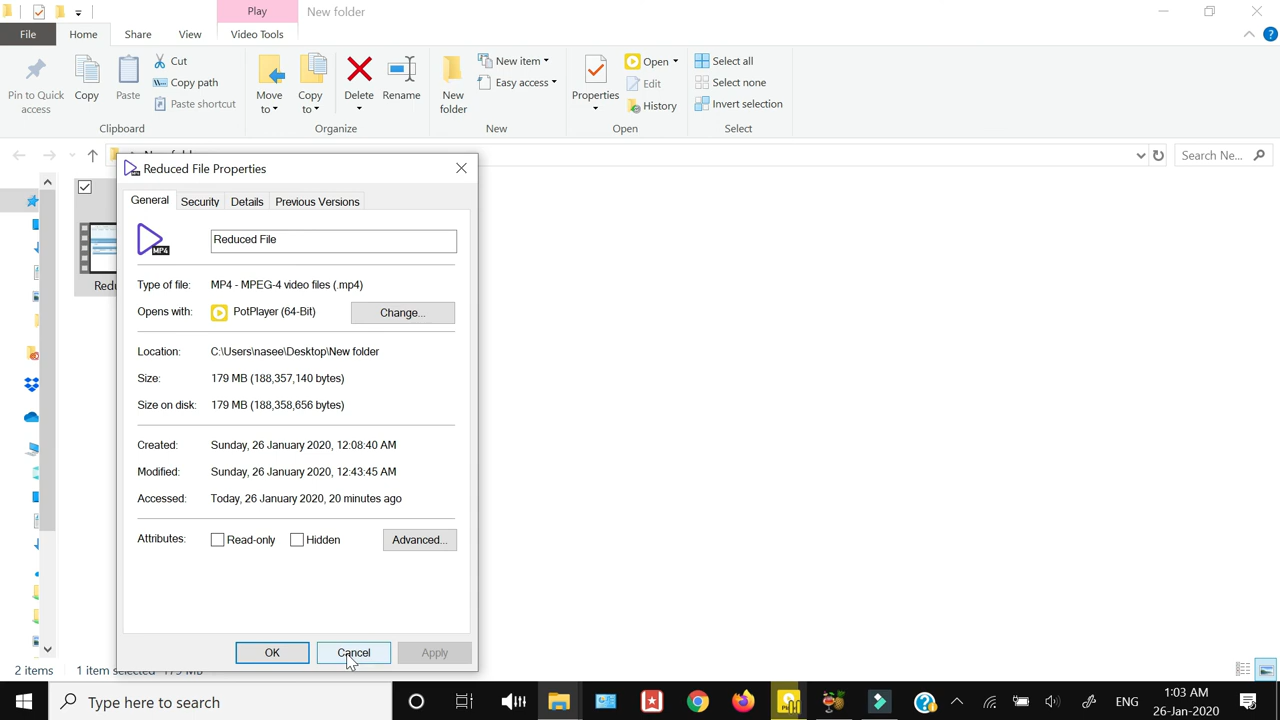 Play
New folder
File
Home
Share
View
Video Tools
Pin to Quick access
Copy
Paste
Cut
Copy path
Paste shortcut
Clipboard
Move to
Copy to
Delete
Rename
Organize
New folder
New item
Easy access
New
Properties
Open
Edit
History
Open
Select all
Select none
Invert selection
Select
Search Ne...
Reduced File Properties
General
Security
Details
Previous Versions
MP4
Reduced File
Type of file: MP4 - MPEG-4 video files (.mp4)
Opens with: PotPlayer (64-Bit)
Change...
Location: C:\Users\nasee\Desktop\New folder
Size: 179 MB (188,357,140 bytes)
Size on disk: 179 MB (188,358,656 bytes)
Created: Sunday, 26 January 2020, 12:08:40 AM
Modified: Sunday, 26 January 2020, 12:43:45 AM
Accessed: Today, 26 January 2020, 20 minutes ago
Attributes: Read-only Hidden
Advanced...
OK
Cancel
Apply
2 items
1 item selected 179 MB
Type here to search
ENG
1:03 AM
26-Jan-2020